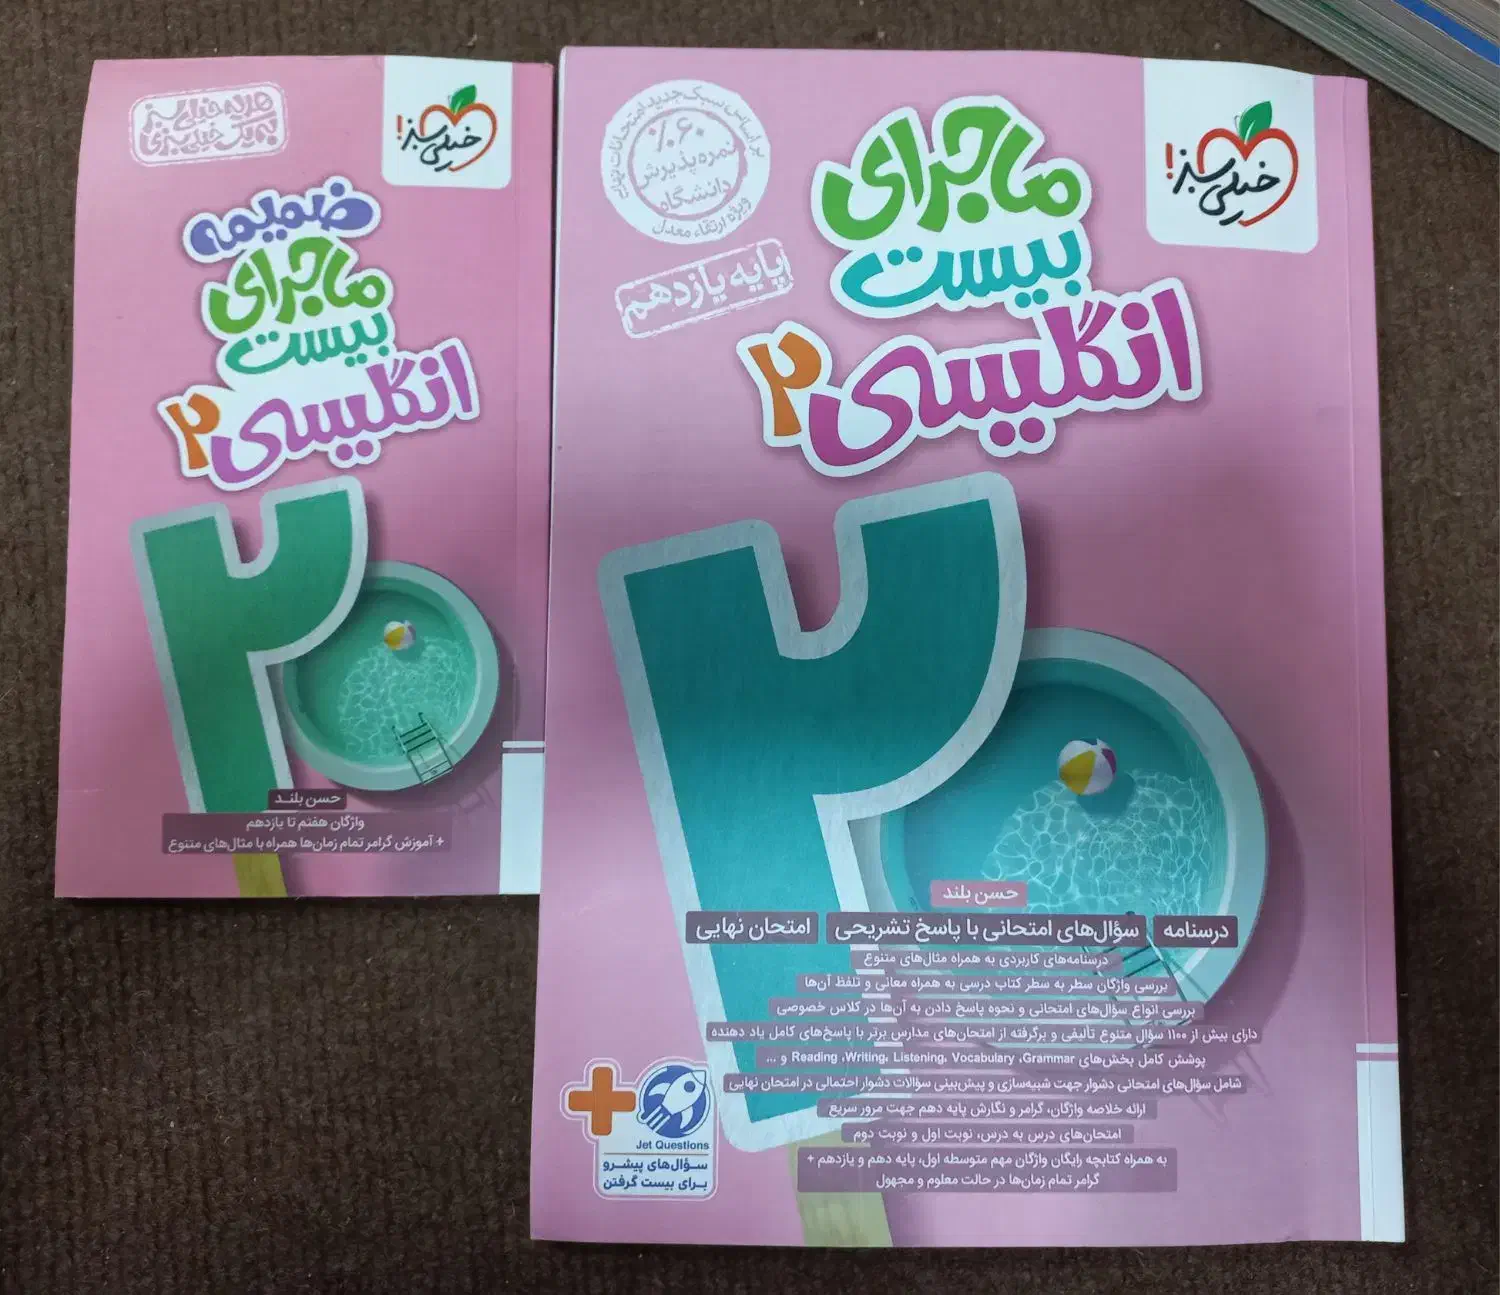 خیلی سبز!
ماجرای
بیست
انگلیسی ۲
براساس سبک جدید امتحانات نهایی
۶۰٪
نمره پذیرش
دانشگاه
ویژه ارتقاء معدل
پایه یازدهم
۲۰
حسن بلند
درسنامه
سؤال‌های امتحانی با پاسخ تشریحی
امتحان نهایی
درسنامه‌های کاربردی به همراه مثال‌های متنوع
بررسی واژگان سطر به سطر کتاب درسی به همراه معانی و تلفظ آن‌ها
بررسی انواع سؤال‌های امتحانی و نحوه پاسخ دادن به آن‌ها در کلاس خصوصی
دارای بیش از ۱۱۰۰ سؤال متنوع تألیفی و برگرفته از امتحان‌های مدارس برتر با پاسخ‌های کامل یاد دهنده
پوشش کامل بخش‌های Reading ،Writing، Listening، Vocabulary ،Grammar و ...
شامل سؤال‌های امتحانی دشوار جهت شبیه‌سازی و پیش‌بینی سؤالات دشوار احتمالی در امتحان نهایی
ارائه خلاصه واژگان، گرامر و نگارش پایه دهم جهت مرور سریع
امتحان‌های درس به درس، نوبت اول و نوبت دوم
به همراه کتابچه رایگان واژگان مهم متوسطه اول، پایه دهم و یازدهم +
گرامر تمام زمان‌ها در حالت معلوم و مجهول
+
Jet Questions
سؤال‌های پیشرو
برای بیست گرفتن
خیلی سبز!
هدیه خیلی سبز
به یک خیلی سبزی
ضمیمه
ماجرای
بیست
انگلیسی ۲
۲۰
حسن بلند
واژگان هفتم تا یازدهم
+ آموزش گرامر تمام زمان‌ها همراه با مثال‌های متنوع